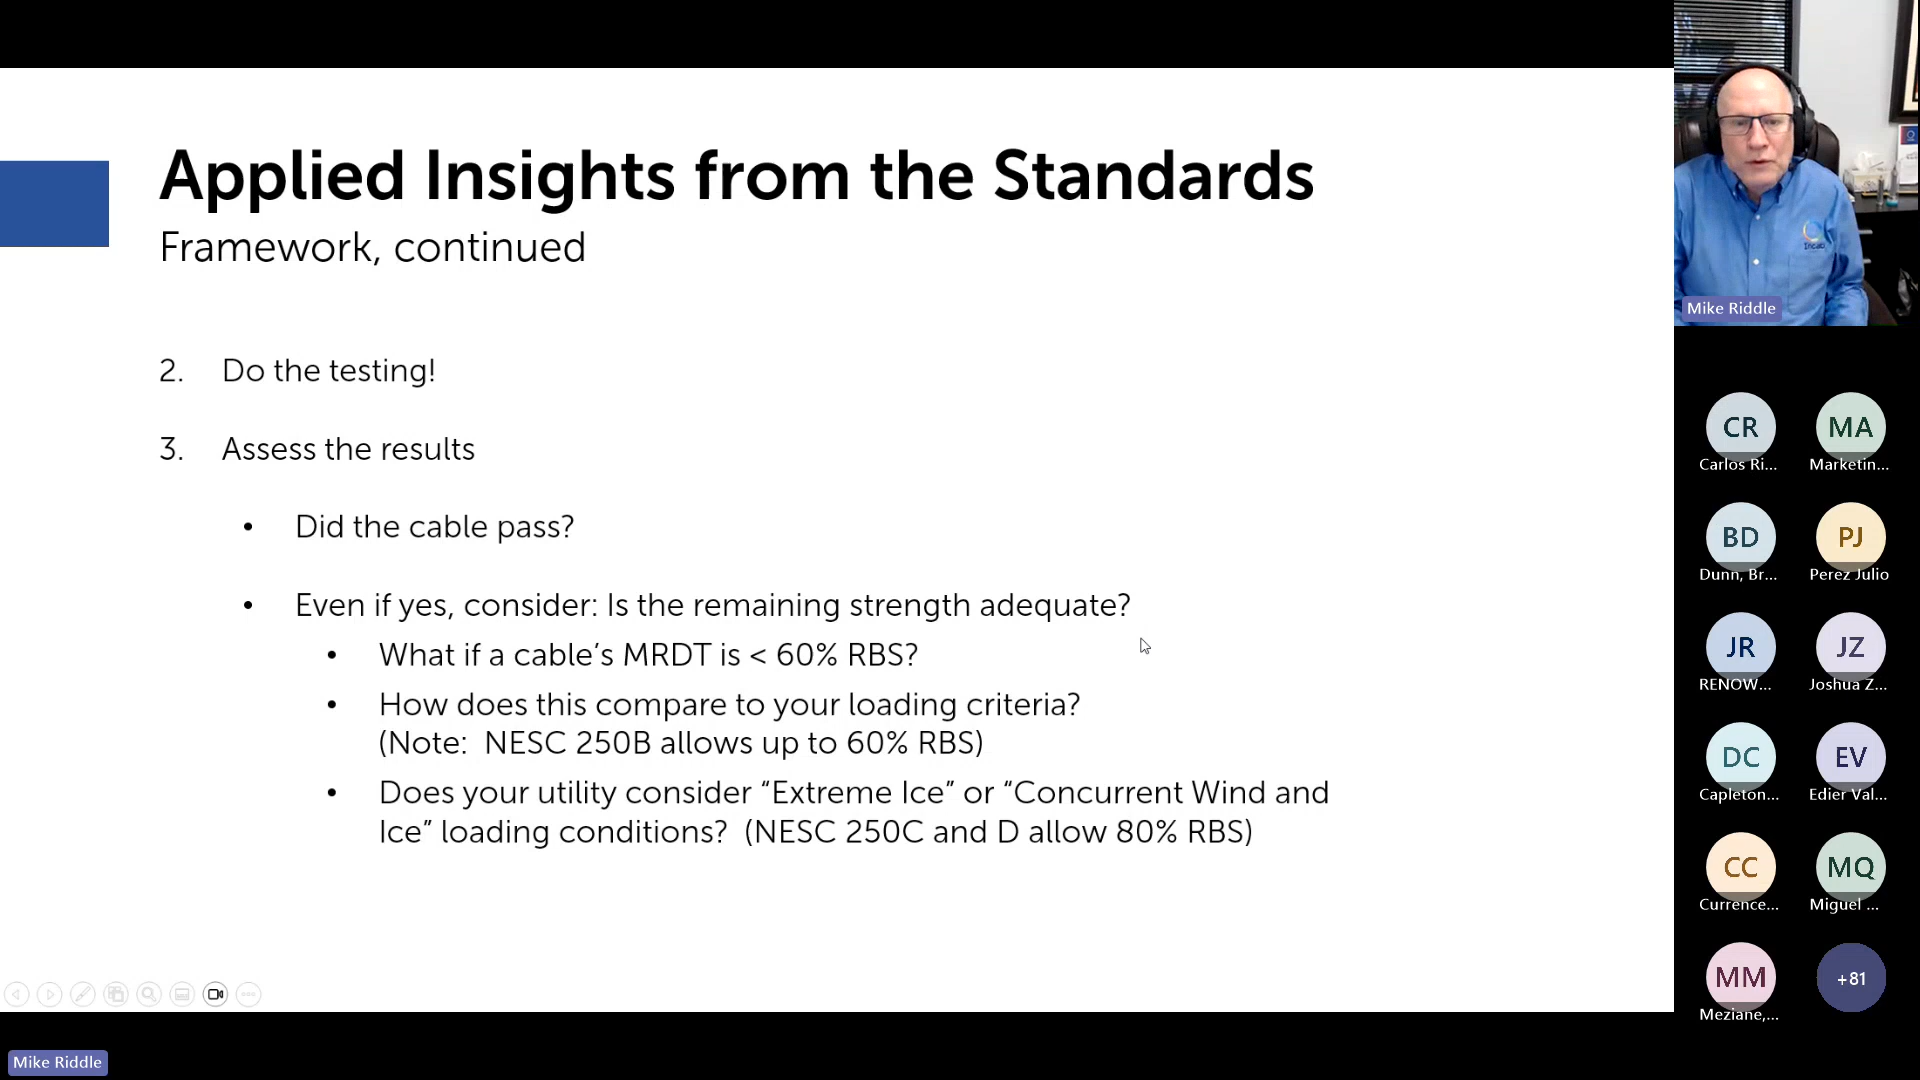 Applied Insights from the Standards
Framework, continued
2. Do the testing!
3. Assess the results
• Did the cable pass?
• Even if yes, consider: Is the remaining strength adequate?
• What if a cable's MRDT is < 60% RBS?
• How does this compare to your loading criteria?
(Note: NESC 250B allows up to 60% RBS)
• Does your utility consider “Extreme Ice” or “Concurrent Wind and
Ice” loading conditions? (NESC 250C and D allow 80% RBS)
Mike Riddle
Incab
Mike Riddle
CR
MA
Carlos Ri...
Marketin...
BD
PJ
Dunn, Br...
Perez Julio
JR
JZ
RENOW...
Joshua Z...
DC
EV
Capleton...
Edier Val...
CC
MQ
Currence...
Miguel ...
MM
+81
Meziane,...